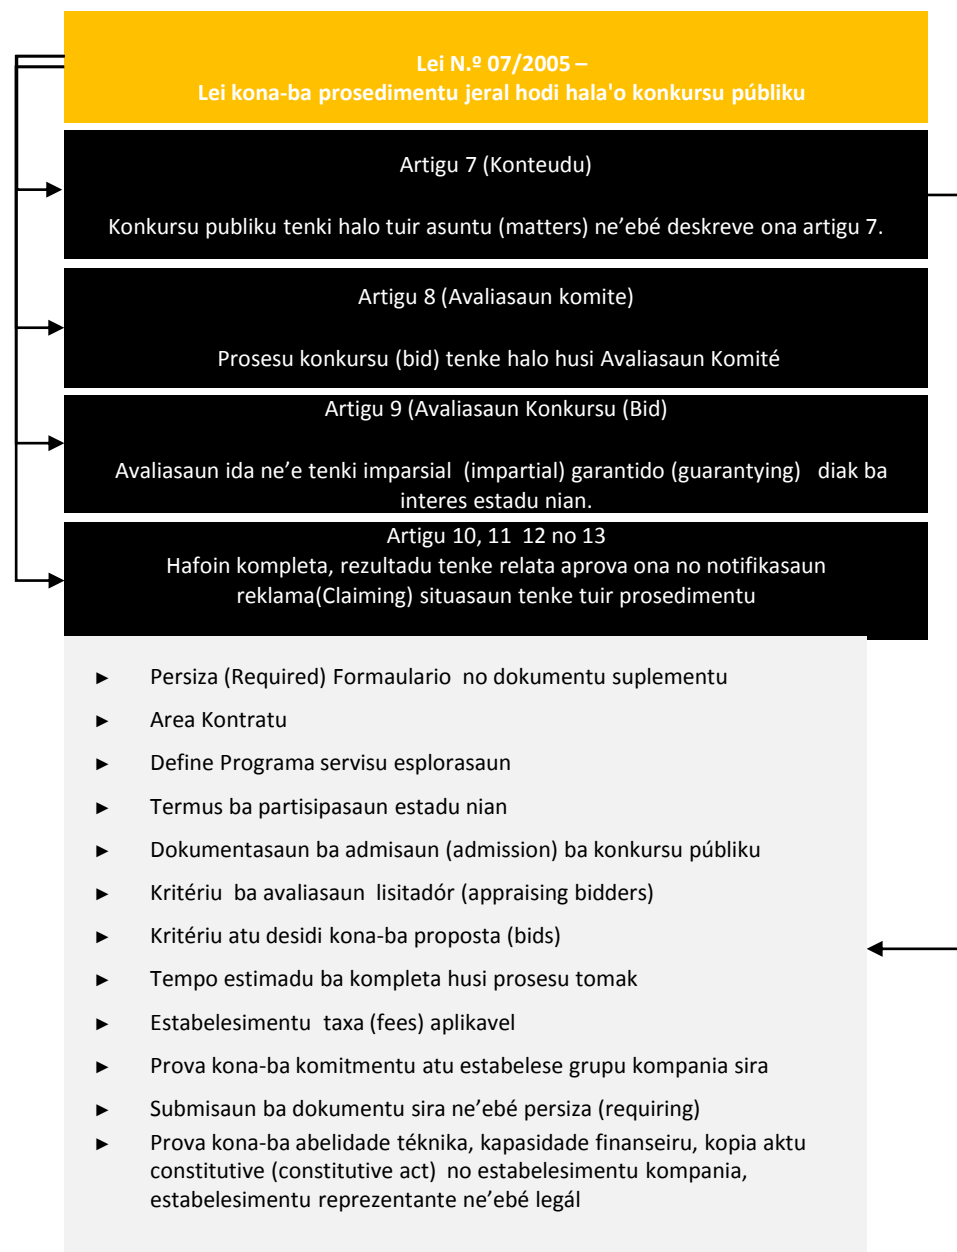 Lei N.º 07/2005 –
Lei kona-ba prosedimentu jeral hodi hala'o konkursu públiku
Artigu 7 (Konteudu)
Konkursu publiku tenki halo tuir asuntu (matters) ne’ebé deskreve ona artigu 7.
Artigu 8 (Avaliasaun komite)
Prosesu konkursu (bid) tenke halo husi Avaliasaun Komité
Artigu 9 (Avaliasaun Konkursu (Bid)
Avaliasaun ida ne’e tenki imparsial (impartial) garantido (guarantying) diak ba
interes estadu nian.
Artigu 10, 11 12 no 13
Hafoin kompleta, rezultadu tenke relata aprova ona no notifikasaun
reklama(Claiming) situasaun tenke tuir prosedimentu
► Persiza (Required) Formaulario no dokumentu suplementu
► Area Kontratu
► Define Programa servisu esplorasaun
► Termus ba partisipasaun estadu nian
► Dokumentasaun ba admisaun (admission) ba konkursu públiku
► Kritériu ba avaliasaun lisitadór (appraising bidders)
► Kritériu atu desidi kona-ba proposta (bids)
► Tempo estimadu ba kompleta husi prosesu tomak
► Estabelesimentu taxa (fees) aplikavel
► Prova kona-ba komitmentu atu estabelese grupu kompania sira
► Submisaun ba dokumentu sira ne’ebé persiza (requiring)
► Prova kona-ba abelidade téknika, kapasidade finanseiru, kopia aktu
constitutive (constitutive act) no estabelesimentu kompania,
estabelesimentu reprezentante ne’ebé legál